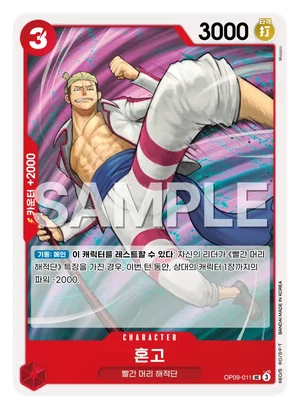 3
3000
타격
打
카운터 +2000
SAMPLE
기동: 메인 이 캐릭터를 레스트할 수 있다: 자신의 리더가 《빨간 머리
해적단》 특징을 가진 경우, 이번 턴 동안, 상대의 캐릭터 1장까지의
파워 -2000.
CHARACTER
혼고
빨간 머리 해적단
OP09-011 UC 3
BANDAI MADE IN KOREA